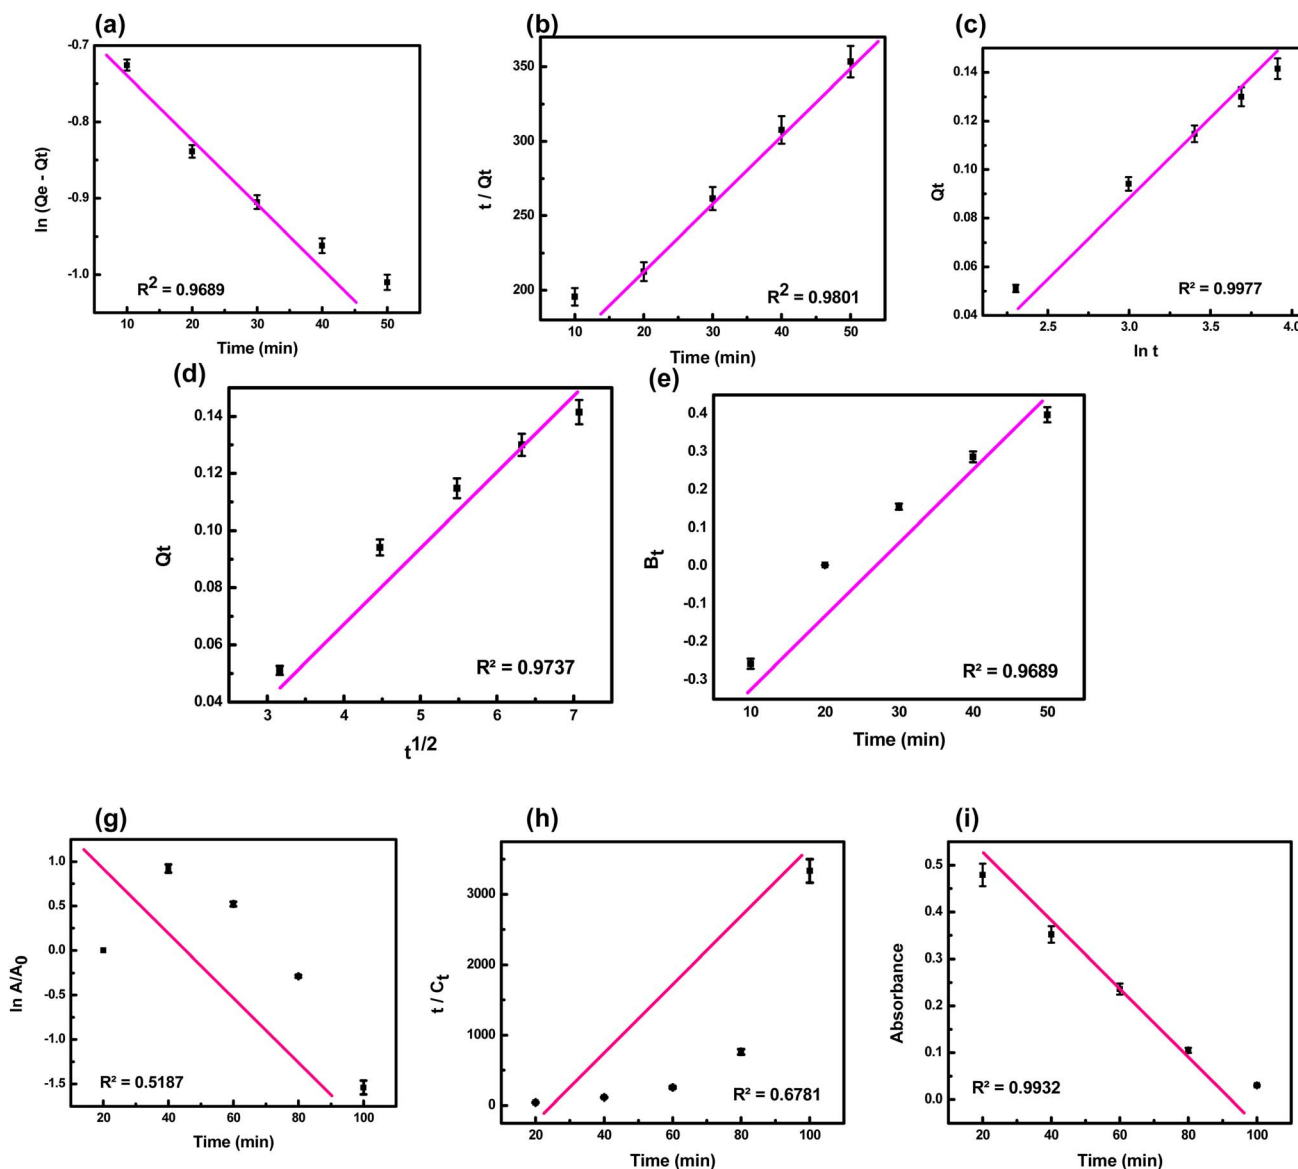 (a)
-0.7
-0.8
-0.9
-1.0
ln (Qe - Qt)
R2 = 0.9689
10 20 30 40 50
Time (min)
(b)
350
300
250
200
t / Qt
R2 = 0.9801
10 20 30 40 50
Time (min)
(c)
0.14
0.12
0.10
0.08
0.06
0.04
Qt
R² = 0.9977
2.5 3.0 3.5 4.0
ln t
(d)
0.14
0.12
0.10
0.08
0.06
0.04
Qt
R² = 0.9737
3 4 5 6 7
t1/2
(e)
0.4
0.3
0.2
0.1
0.0
-0.1
-0.2
-0.3
Bt
R² = 0.9689
10 20 30 40 50
Time (min)
(g)
1.0
0.5
0.0
-0.5
-1.0
-1.5
ln A/A0
R² = 0.5187
20 40 60 80 100
Time (min)
(h)
3000
2000
1000
0
t / Ct
R² = 0.6781
20 40 60 80 100
Time (min)
(i)
0.5
0.4
0.3
0.2
0.1
0.0
Absorbance
R² = 0.9932
20 40 60 80 100
Time (min)